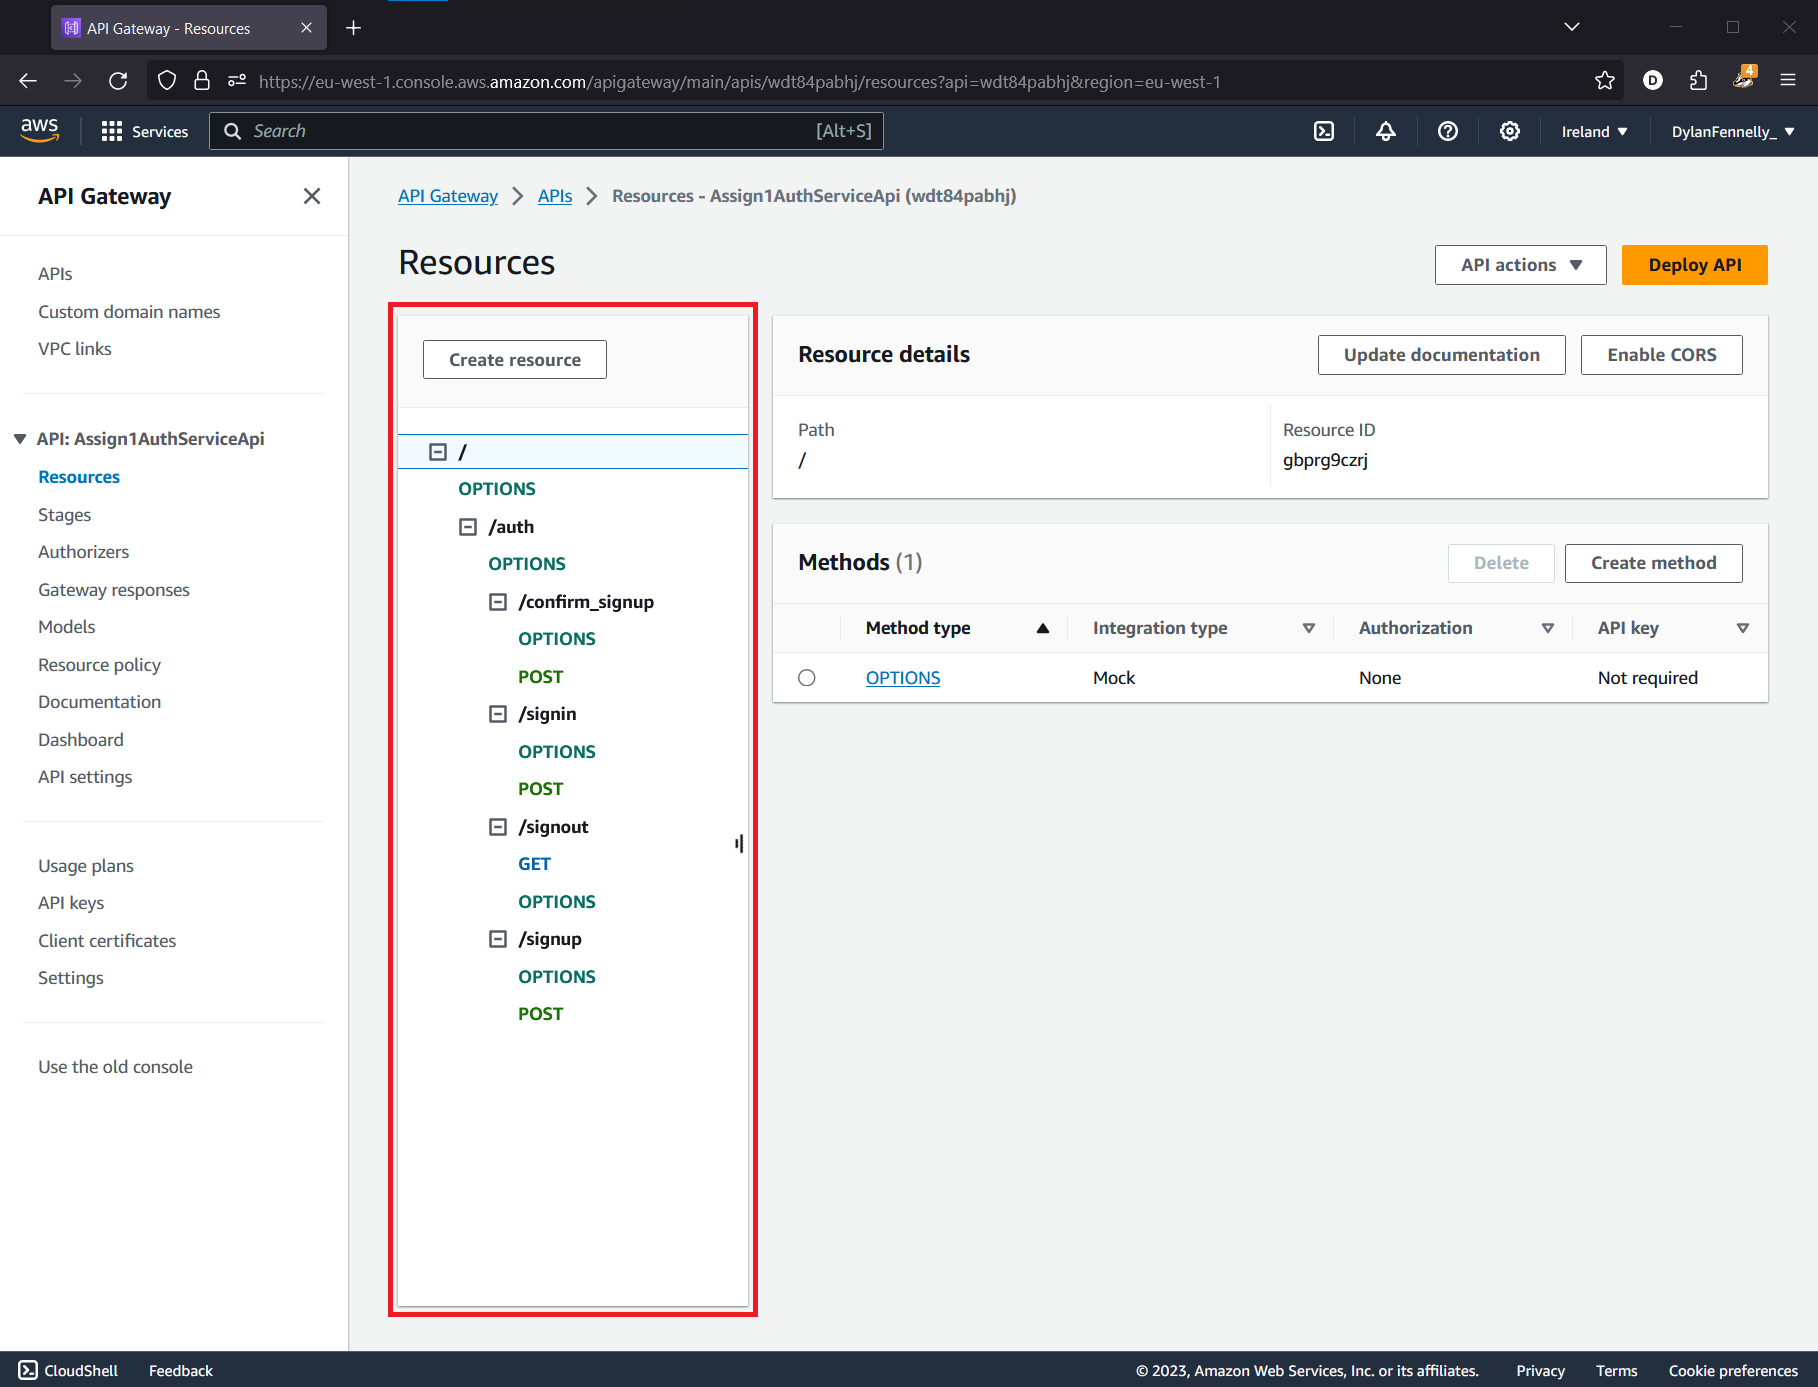 API Gateway - Resources
https://eu-west-1.console.aws.amazon.com/apigateway/main/apis/wdt84pabhj/resources?api=wdt84pabhj&region=eu-west-1
D
4
aws
Services
Search
[Alt+S]
Ireland
DylanFennelly_
API Gateway
APIs
Custom domain names
VPC links
API: Assign1AuthServiceApi
Resources
Stages
Authorizers
Gateway responses
Models
Resource policy
Documentation
Dashboard
API settings
Usage plans
API keys
Client certificates
Settings
Use the old console
API Gateway > APIs > Resources - Assign1AuthServiceApi (wdt84pabhj)
Resources
API actions
Deploy API
Create resource
/
OPTIONS
/auth
OPTIONS
/confirm_signup
OPTIONS
POST
/signin
OPTIONS
POST
/signout
GET
OPTIONS
/signup
OPTIONS
POST
Resource details
Update documentation
Enable CORS
Path
/
Resource ID
gbprg9czrj
Methods (1)
Delete
Create method
Method type Integration type Authorization API key
OPTIONS Mock None Not required
CloudShell
Feedback
© 2023, Amazon Web Services, Inc. or its affiliates.
Privacy
Terms
Cookie preferences